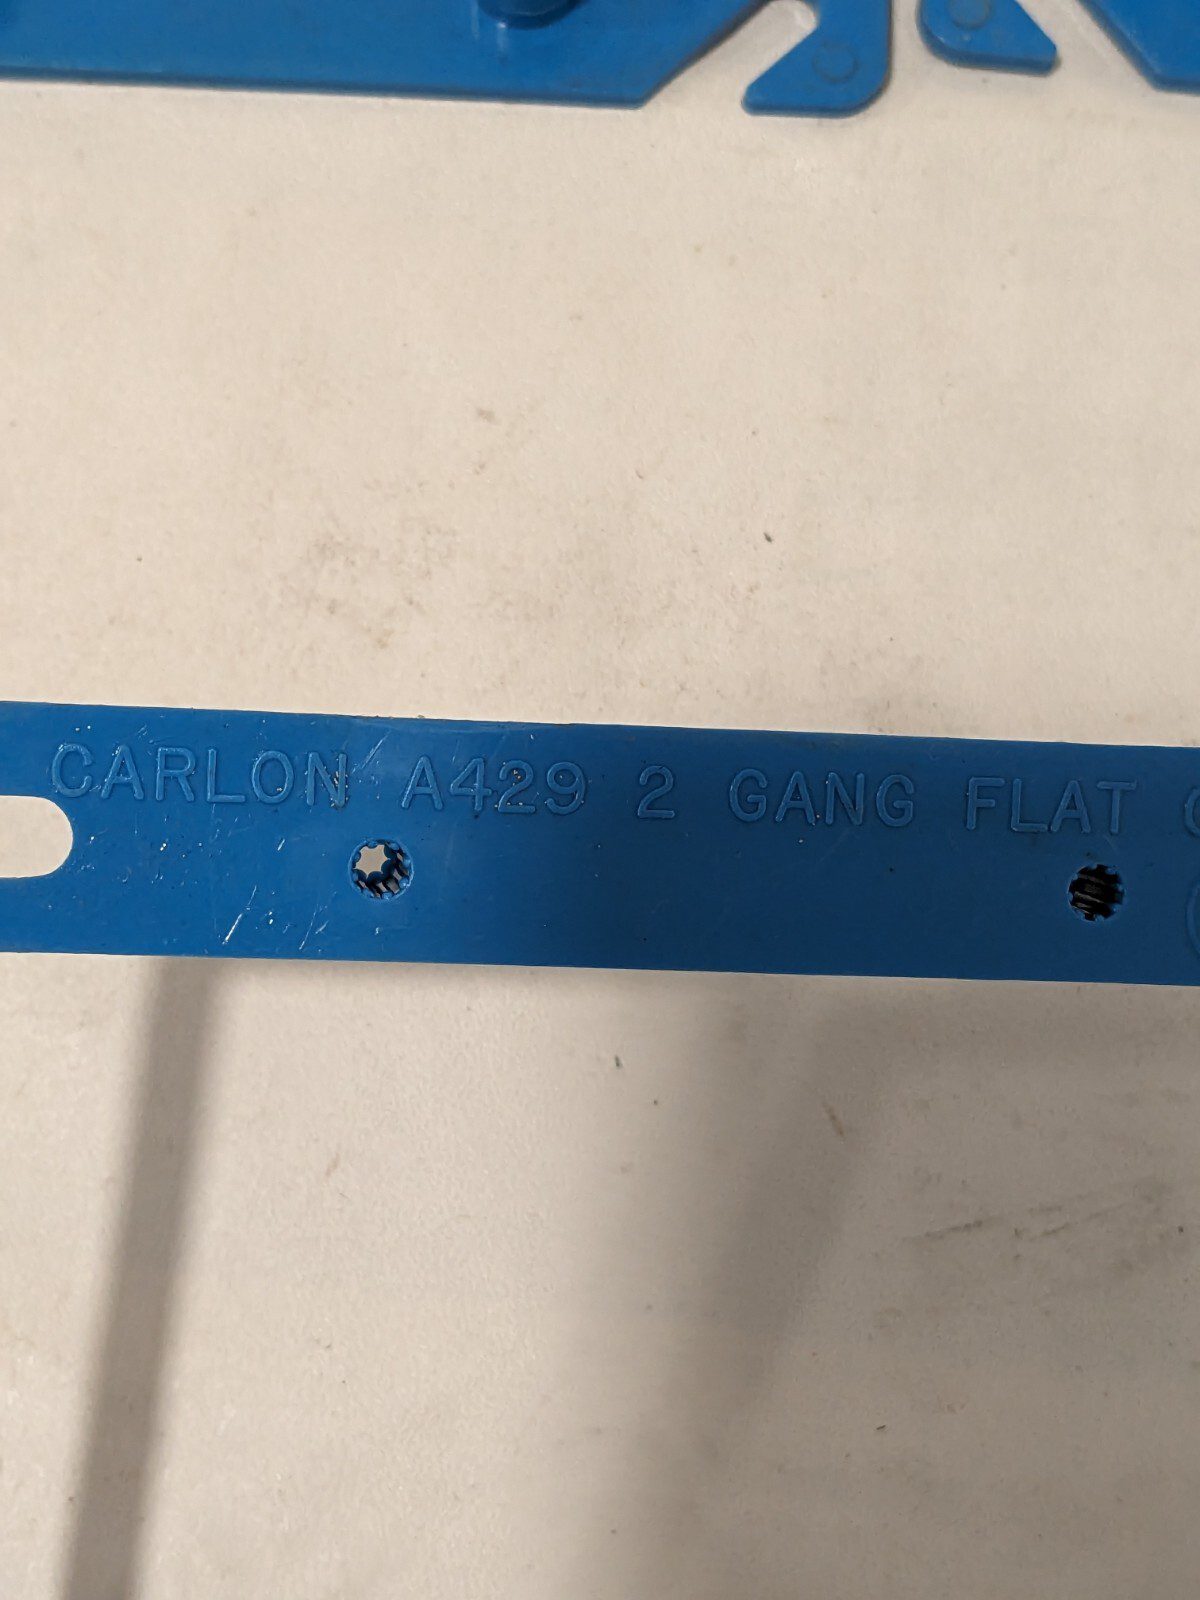 CARLON A429 2 GANG FLAT